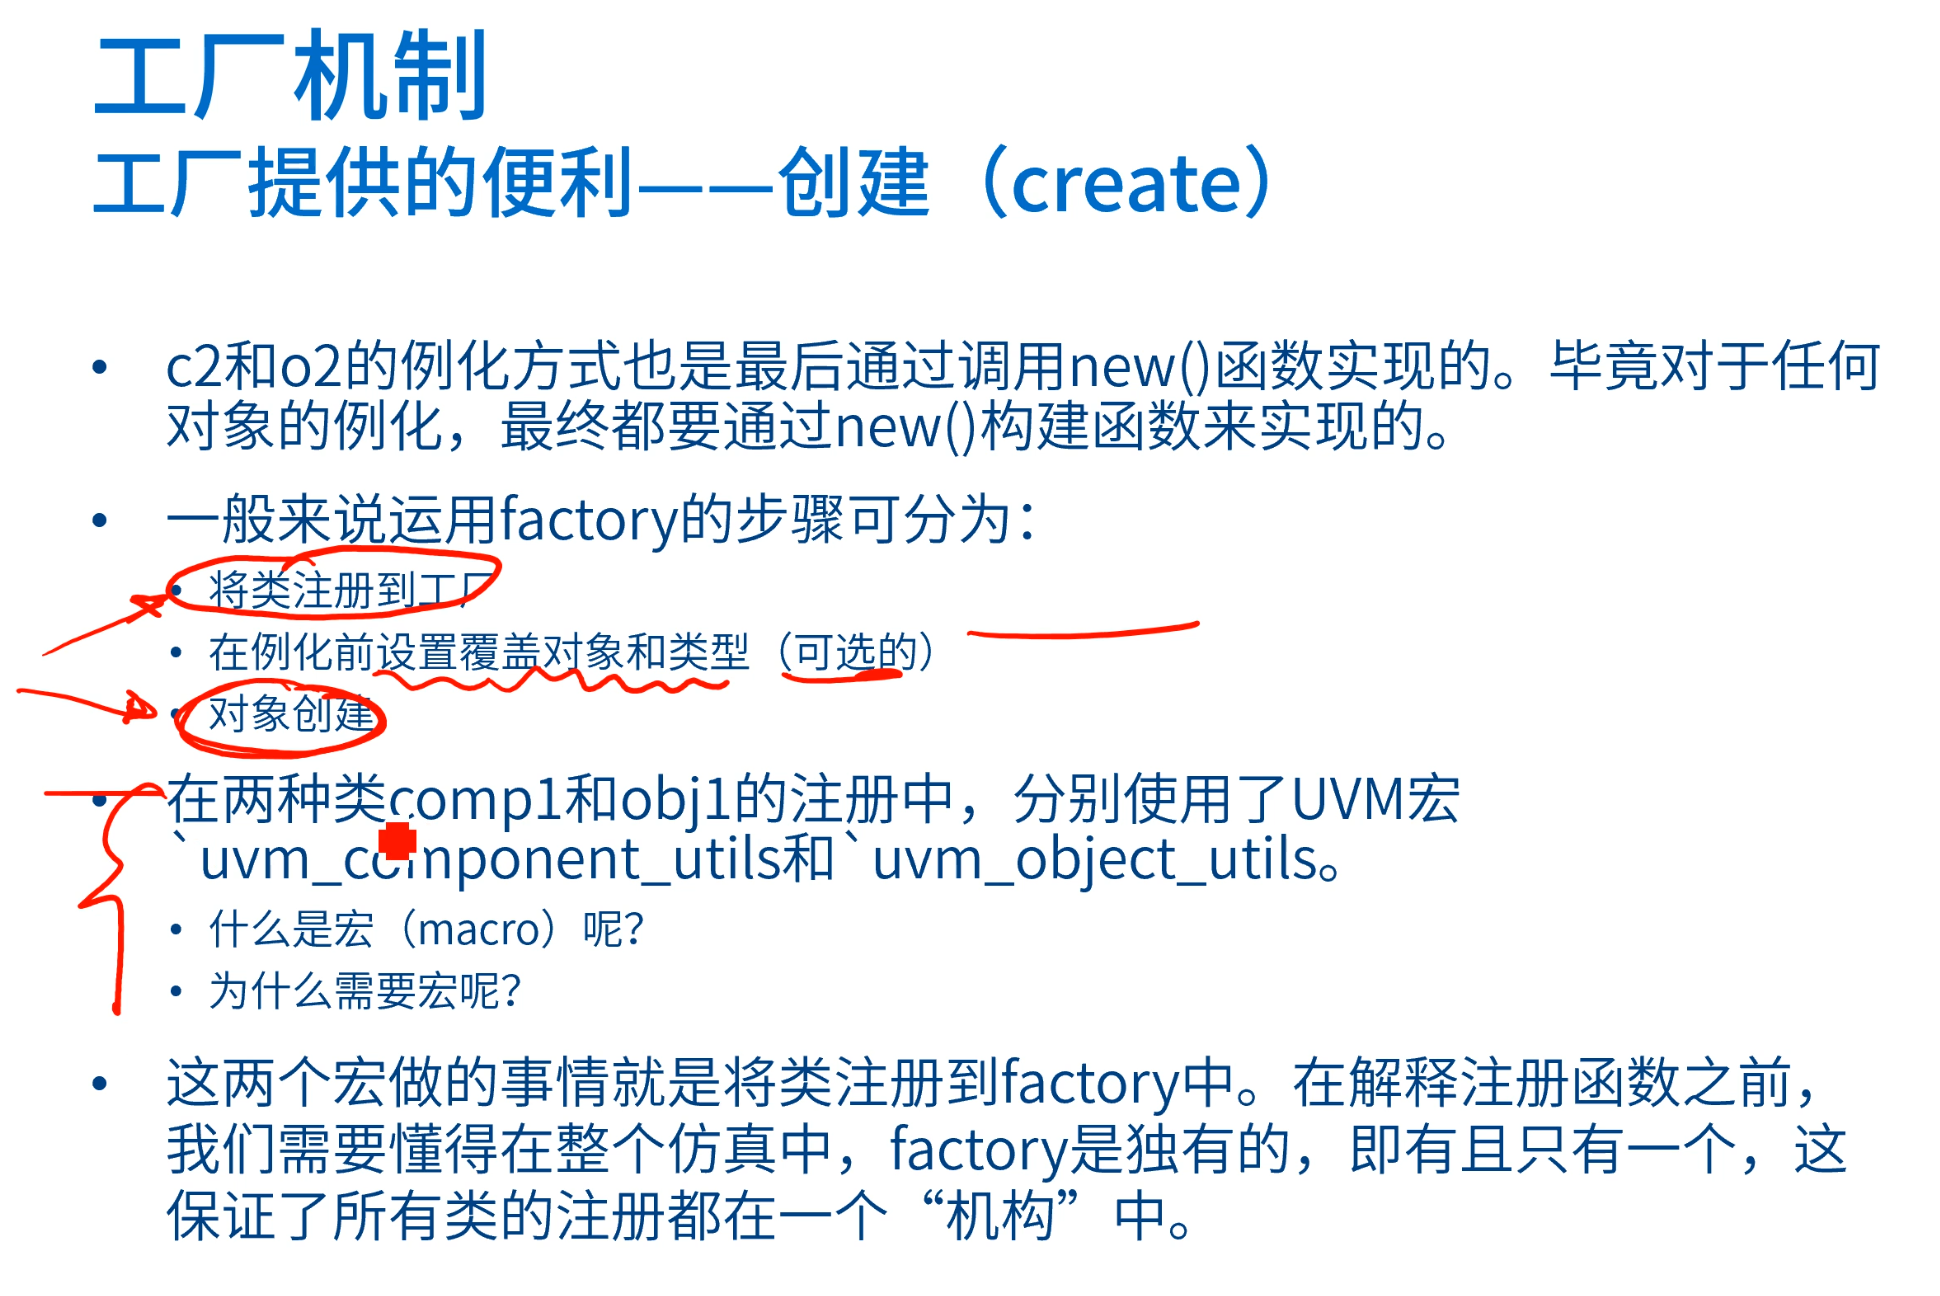 工厂机制
工厂提供的便利——创建（create）
• c2和o2的例化方式也是最后通过调用new()函数实现的。毕竟对于任何
对象的例化，最终都要通过new()构建函数来实现的。
• 一般来说运用factory的步骤可分为：
• 将类注册到工厂
• 在例化前设置覆盖对象和类型（可选的）
• 对象创建
• 在两种类comp1和obj1的注册中，分别使用了UVM宏
`uvm_component_utils和`uvm_object_utils。
• 什么是宏（macro）呢？
• 为什么需要宏呢？
• 这两个宏做的事情就是将类注册到factory中。在解释注册函数之前，
我们需要懂得在整个仿真中，factory是独有的，即有且只有一个，这
保证了所有类的注册都在一个“机构”中。